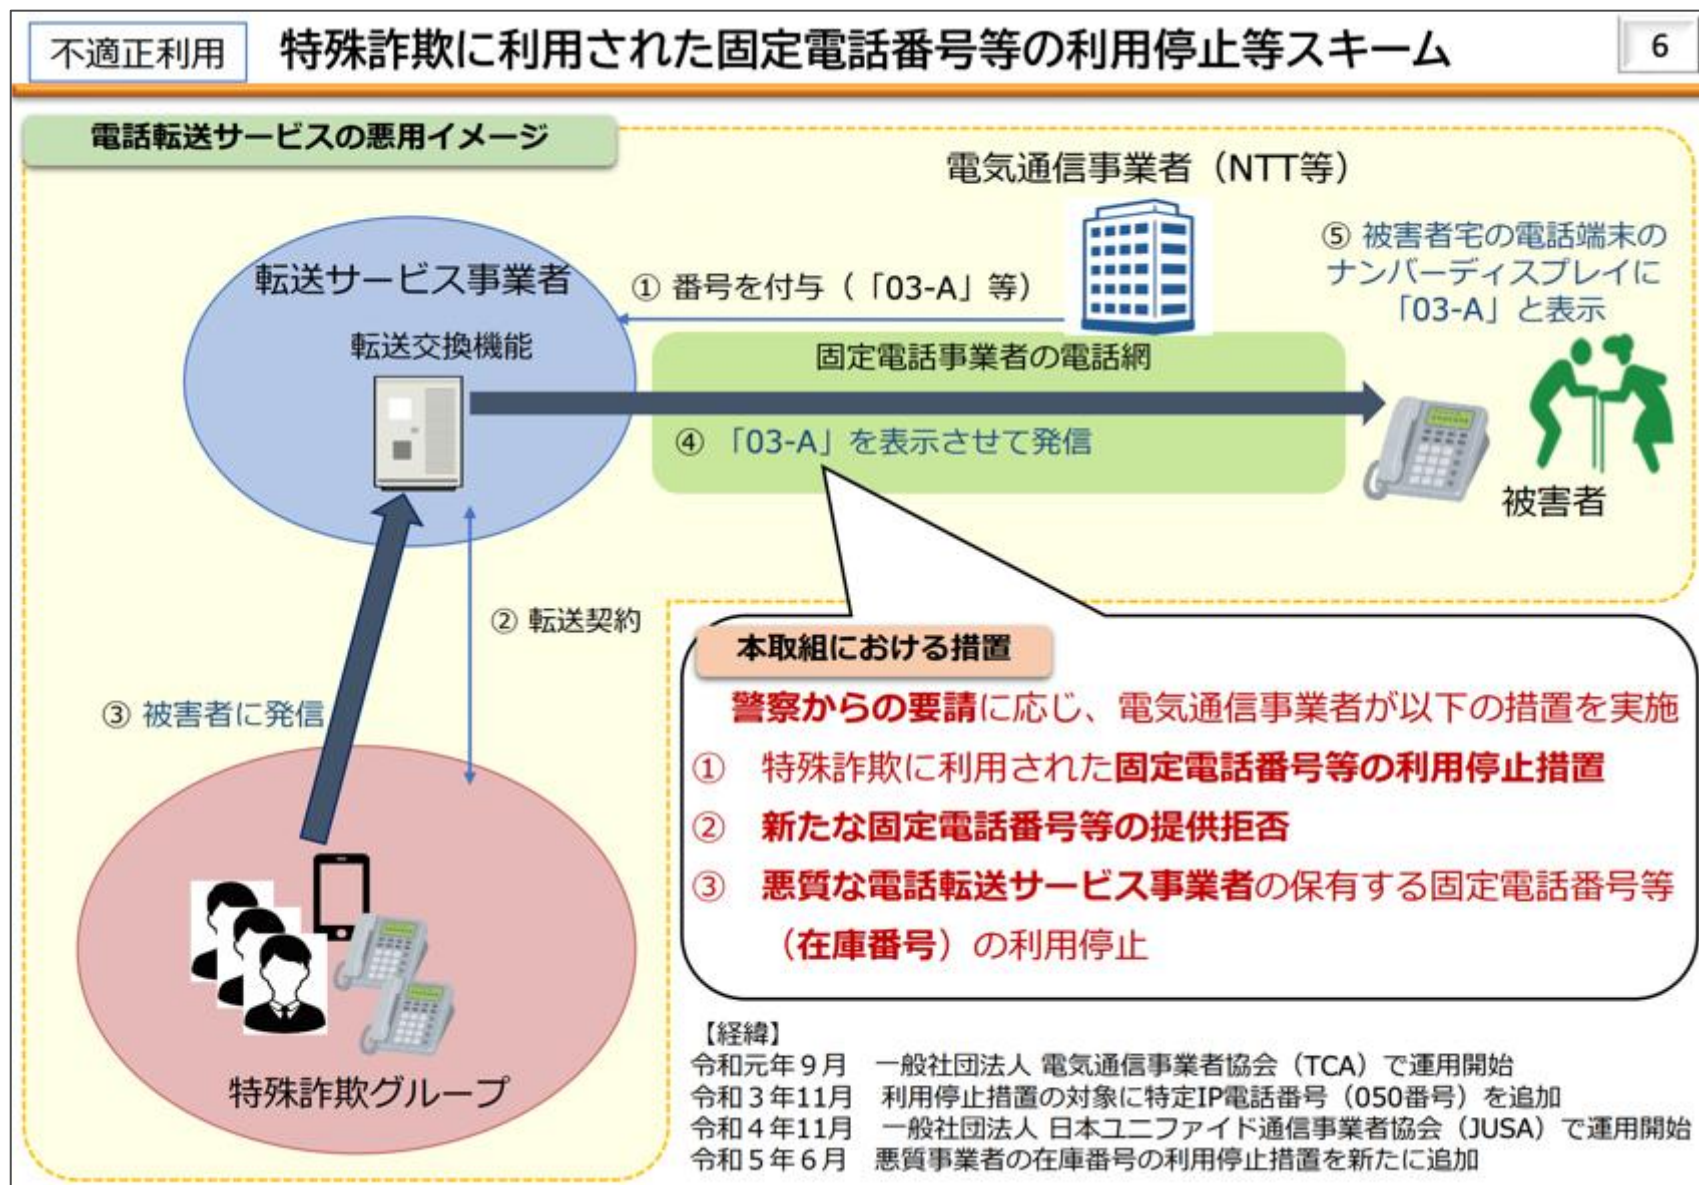 不適正利用
特殊詐欺に利用された固定電話番号等の利用停止等スキーム
6
電話転送サービスの悪用イメージ
電気通信事業者（NTT等）
転送サービス事業者
転送交換機能
① 番号を付与（「03-A」等）
⑤ 被害者宅の電話端末の
ナンバーディスプレイに
「03-A」と表示
固定電話事業者の電話網
④ 「03-A」を表示させて発信
被害者
② 転送契約
③ 被害者に発信
特殊詐欺グループ
本取組における措置
警察からの要請に応じ、電気通信事業者が以下の措置を実施
① 特殊詐欺に利用された固定電話番号等の利用停止措置
② 新たな固定電話番号等の提供拒否
③ 悪質な電話転送サービス事業者の保有する固定電話番号等
（在庫番号）の利用停止
【経緯】
令和元年９月 一般社団法人 電気通信事業者協会（TCA）で運用開始
令和３年11月 利用停止措置の対象に特定IP電話番号（050番号）を追加
令和４年11月 一般社団法人 日本ユニファイド通信事業者協会（JUSA）で運用開始
令和５年６月 悪質事業者の在庫番号の利用停止措置を新たに追加